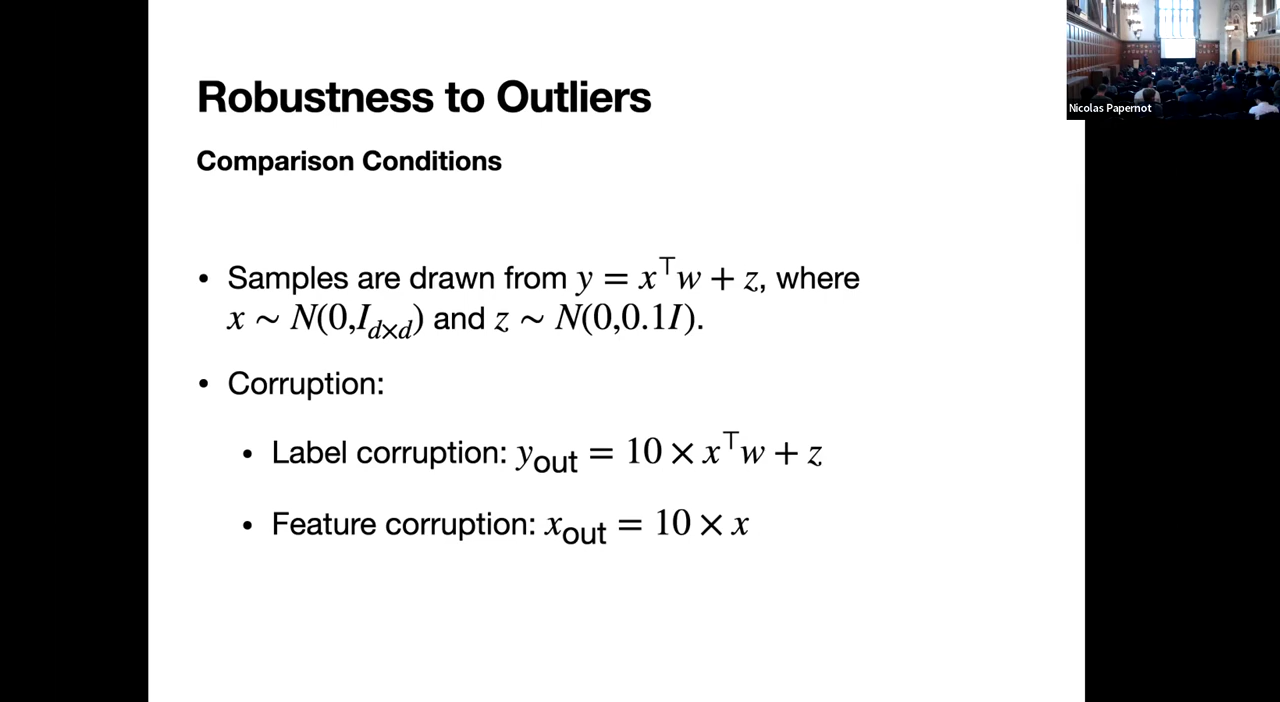 Robustness to Outliers
Nicolas Papernot
Comparison Conditions
• Samples are drawn from y = x⊤w + z, where
x ∼ N(0,I_{d×d}) and z ∼ N(0,0.1I).
• Corruption:
• Label corruption: y_out = 10 × x⊤w + z
• Feature corruption: x_out = 10 × x